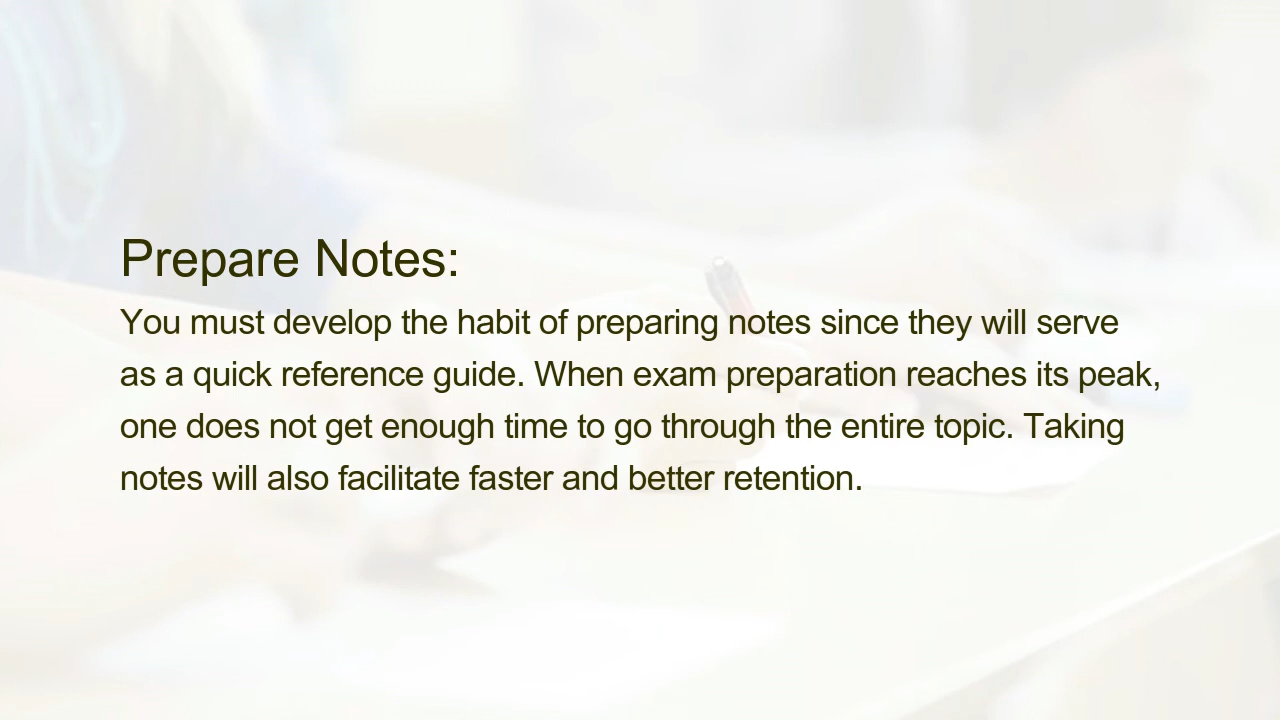 Prepare Notes:
You must develop the habit of preparing notes since they will serve
as a quick reference guide. When exam preparation reaches its peak,
one does not get enough time to go through the entire topic. Taking
notes will also facilitate faster and better retention.